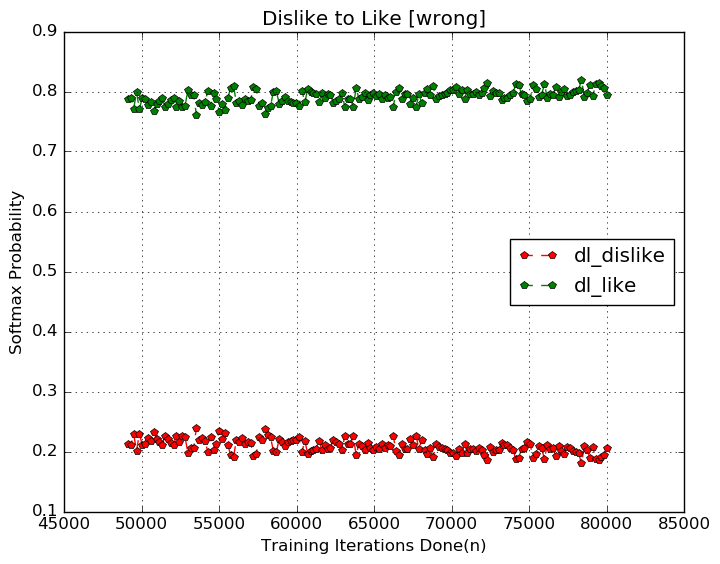 Dislike to Like [wrong]
0.9
0.8
0.7
0.6
0.5
0.4
0.3
0.2
0.1
Softmax Probability
dl_dislike
dl_like
45000 50000 55000 60000 65000 70000 75000 80000 85000
Training Iterations Done(n)